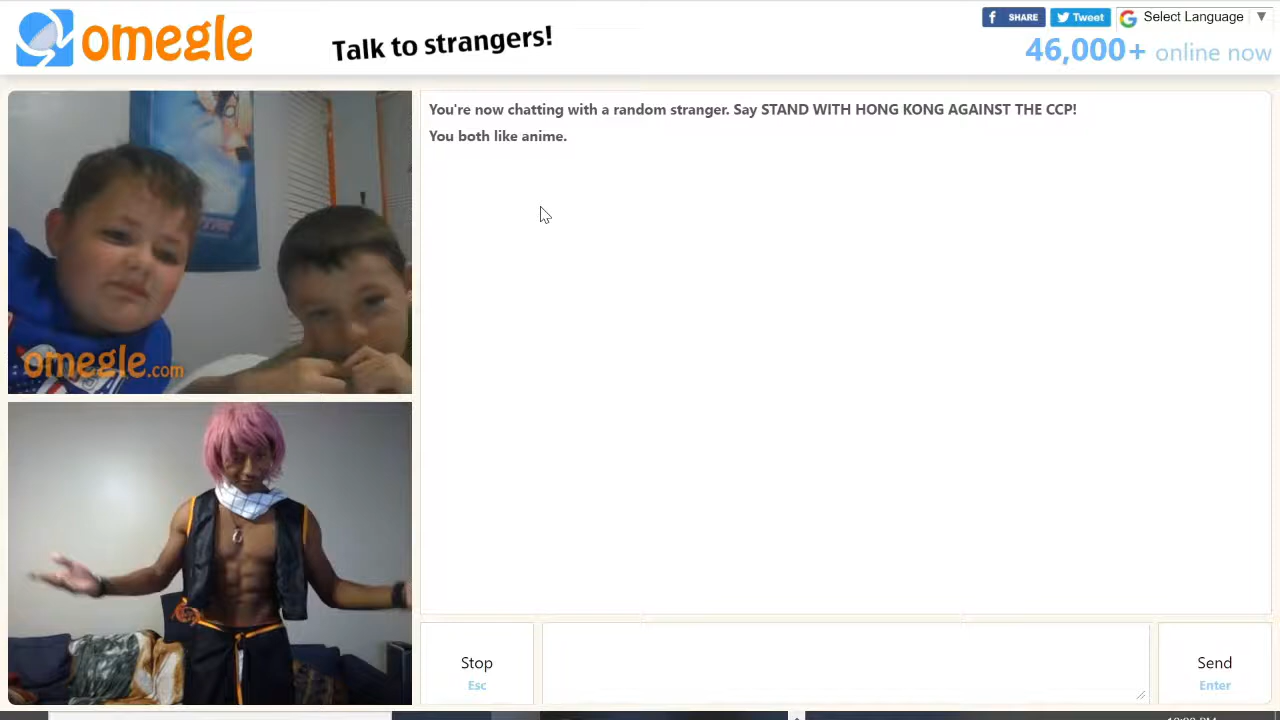 omegle
Talk to strangers!
f SHARE
Tweet
G Select Language ▼
46,000+ online now
You're now chatting with a random stranger. Say STAND WITH HONG KONG AGAINST THE CCP!
You both like anime.
omegle.com
Stop
Esc
Send
Enter